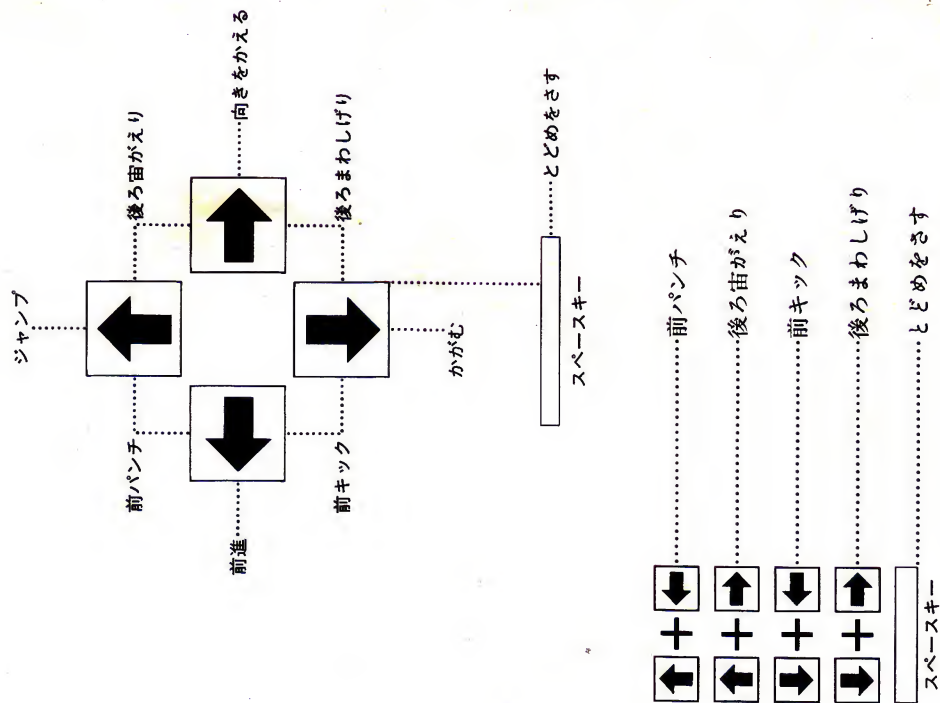 ジャンプ
前パンチ
後ろ宙がえり
前進
向きをかえる
前キック
後ろまわしげり
かがむ
とどめをさす
スペースキー
+
前パンチ
+
後ろ宙がえり
+
前キック
+
後ろまわしげり
とどめをさす
スペースキー